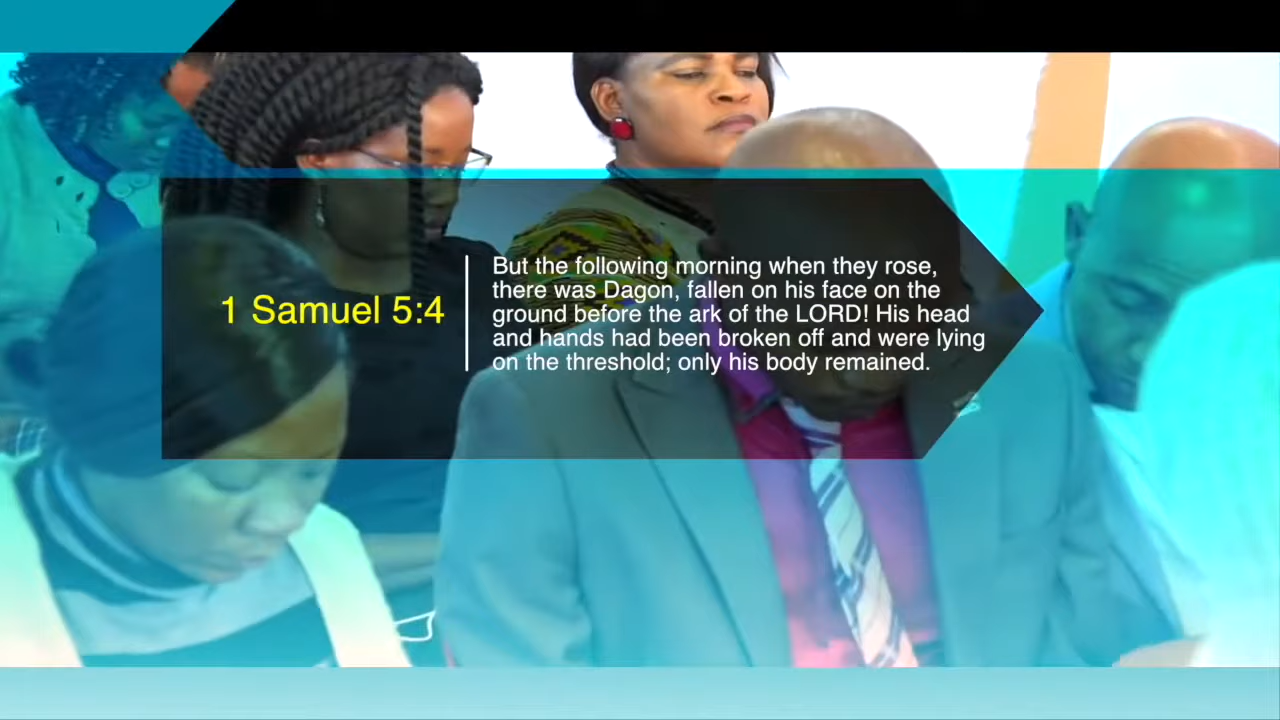 1 Samuel 5:4
But the following morning when they rose,
there was Dagon, fallen on his face on the
ground before the ark of the LORD! His head
and hands had been broken off and were lying
on the threshold; only his body remained.